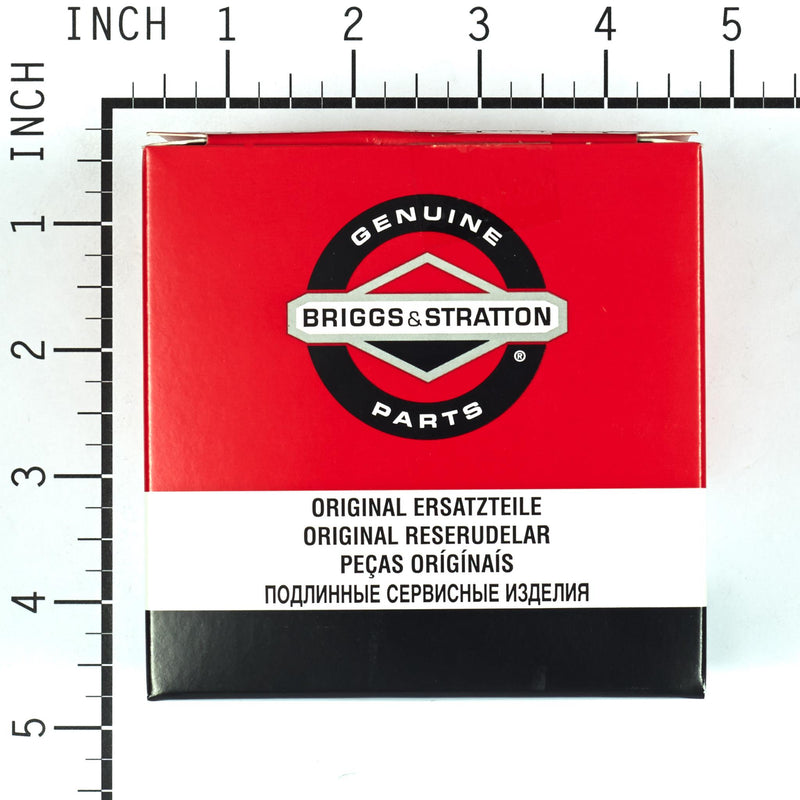 INCH 1 2 3 4 5
INCH
1
2
3
4
5
GENUINE
BRIGGS&STRATTON
®
PARTS
ORIGINAL ERSATZTEILE
ORIGINAL RESERUDELAR
PEÇAS ORÍGÍNAÍS
ПОДЛИННЫЕ СЕРВИСНЫЕ ИЗДЕЛИЯ